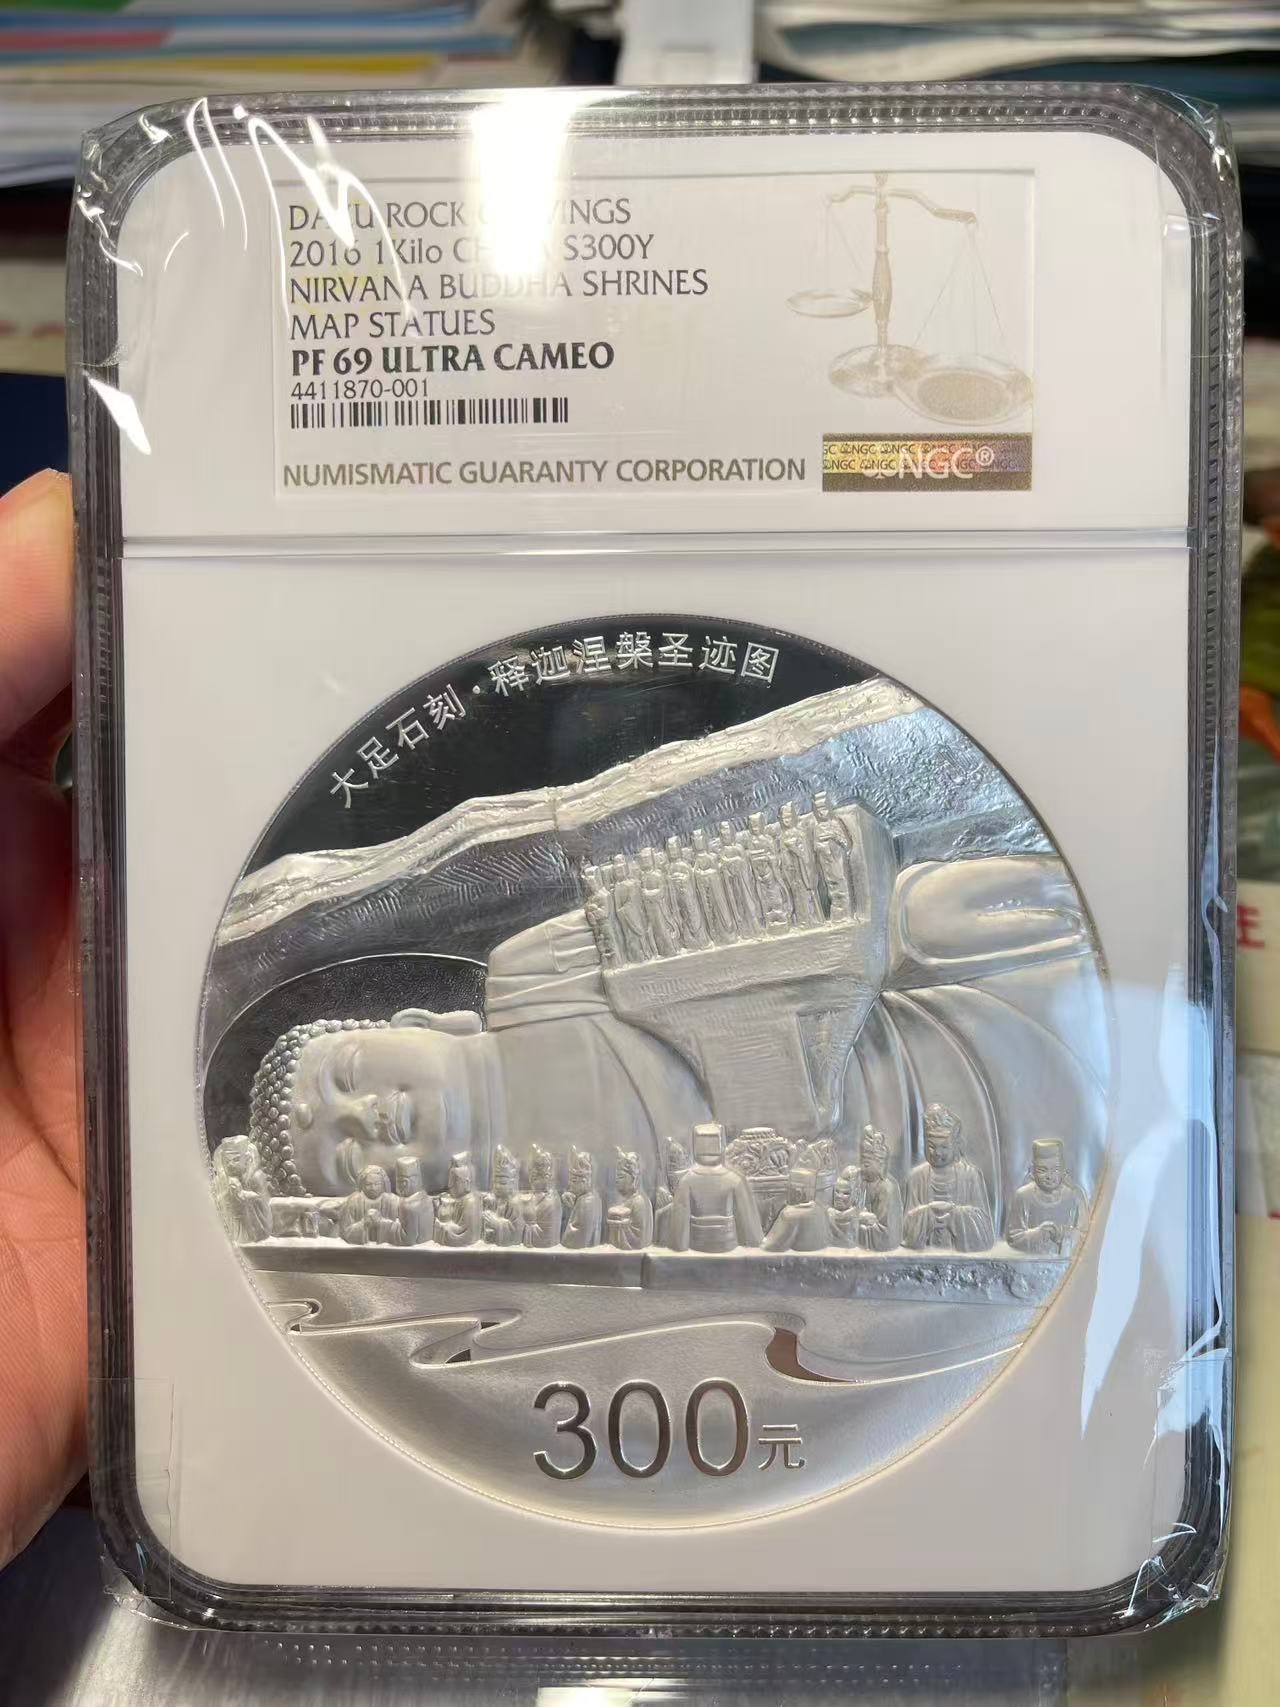 ROCK
2016 1Kilo S300Y
NIRVANA BUDDHA SHRINES
MAP STATUES
PF 69 ULTRA CAMEO
4411870-001
NUMISMATIC GUARANTY CORPORATION
NGC®
大足石刻·释迦涅槃圣迹图
300元